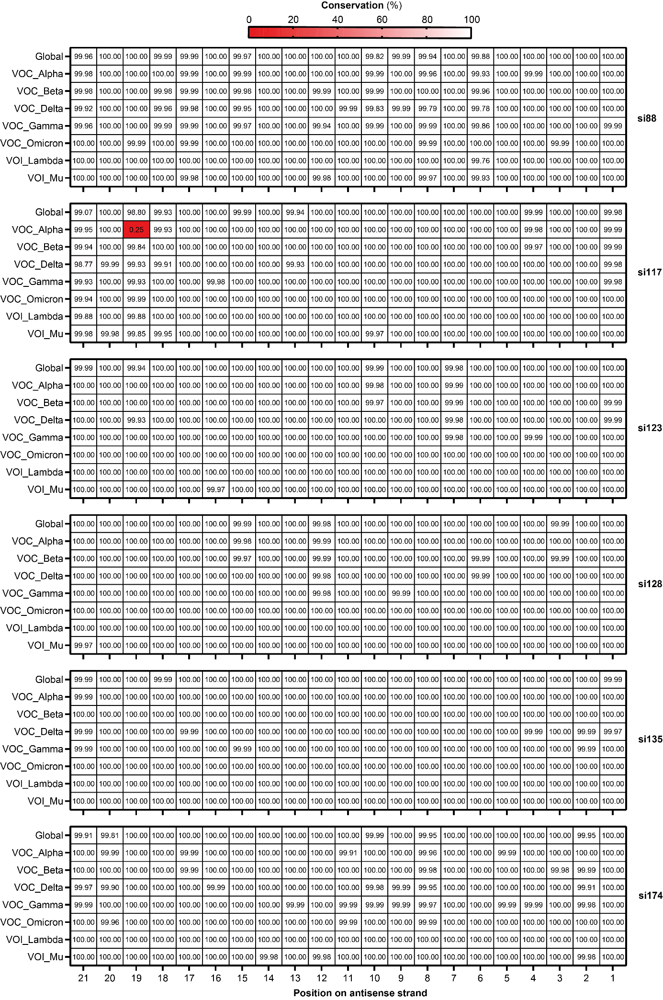 Conservation (%)
0 20 40 60 80 100
Global 99.96 100.00 100.00 99.99 99.99 100.00 99.97 100.00 100.00 100.00 100.00 99.82 99.99 99.94 100.00 99.88 100.00 100.00 100.00 100.00 100.00
VOC_Alpha 99.98 100.00 100.00 100.00 99.99 100.00 99.99 100.00 100.00 100.00 100.00 99.99 100.00 99.96 100.00 99.93 100.00 99.99 100.00 100.00 100.00
VOC_Beta 99.98 100.00 100.00 99.98 99.99 100.00 99.98 100.00 100.00 99.99 100.00 99.99 100.00 100.00 100.00 99.96 100.00 100.00 100.00 100.00 100.00
VOC_Delta 99.92 100.00 100.00 99.96 99.98 100.00 99.95 100.00 100.00 100.00 99.99 99.83 99.99 99.79 100.00 99.78 100.00 100.00 100.00 100.00 100.00
si88
VOC_Gamma 99.96 100.00 100.00 99.99 99.99 100.00 99.97 100.00 100.00 99.94 100.00 99.99 100.00 99.99 100.00 99.86 100.00 100.00 100.00 100.00 99.99
VOC_Omicron 100.00 100.00 99.99 100.00 99.99 100.00 100.00 100.00 100.00 100.00 100.00 100.00 100.00 99.99 100.00 100.00 100.00 100.00 99.99 100.00 100.00
VOI_Lambda 100.00 100.00 100.00 100.00 100.00 100.00 100.00 100.00 100.00 100.00 100.00 100.00 100.00 100.00 100.00 99.76 100.00 100.00 100.00 100.00 100.00
VOI_Mu 100.00 100.00 100.00 100.00 99.98 100.00 100.00 100.00 100.00 99.98 100.00 100.00 100.00 99.97 100.00 99.93 100.00 100.00 100.00 100.00 100.00
Global 99.07 100.00 98.80 99.93 100.00 100.00 99.99 100.00 99.94 100.00 100.00 100.00 100.00 100.00 100.00 100.00 100.00 99.99 100.00 100.00 99.98
VOC_Alpha 99.95 100.00 0.25 99.93 100.00 100.00 100.00 100.00 100.00 100.00 100.00 100.00 100.00 100.00 100.00 100.00 100.00 99.98 100.00 100.00 99.99
VOC_Beta 99.94 100.00 99.84 100.00 100.00 100.00 100.00 100.00 100.00 100.00 100.00 100.00 100.00 100.00 100.00 100.00 100.00 99.97 100.00 100.00 99.99
VOC_Delta 98.77 99.99 99.93 99.91 100.00 100.00 100.00 100.00 99.93 100.00 100.00 100.00 100.00 100.00 100.00 100.00 100.00 100.00 100.00 100.00 99.98
si117
VOC_Gamma 99.93 100.00 99.93 100.00 100.00 99.98 100.00 100.00 100.00 100.00 100.00 100.00 100.00 100.00 100.00 100.00 100.00 100.00 100.00 100.00 99.98
VOC_Omicron 99.94 100.00 99.99 100.00 100.00 100.00 100.00 100.00 100.00 100.00 100.00 100.00 100.00 100.00 100.00 100.00 100.00 100.00 100.00 100.00 100.00
VOI_Lambda 99.88 100.00 99.88 100.00 100.00 100.00 100.00 100.00 100.00 100.00 100.00 100.00 100.00 100.00 100.00 100.00 100.00 100.00 100.00 100.00 100.00
VOI_Mu 99.98 99.98 99.85 99.95 100.00 100.00 100.00 100.00 100.00 100.00 100.00 99.97 100.00 100.00 100.00 100.00 100.00 100.00 100.00 100.00 100.00
Global 99.99 100.00 99.94 100.00 100.00 100.00 100.00 100.00 100.00 100.00 100.00 99.99 100.00 100.00 99.98 100.00 100.00 100.00 100.00 100.00 100.00
VOC_Alpha 100.00 100.00 100.00 100.00 100.00 100.00 100.00 100.00 100.00 100.00 100.00 99.98 100.00 100.00 99.99 100.00 100.00 100.00 100.00 100.00 100.00
VOC_Beta 100.00 100.00 100.00 100.00 100.00 100.00 100.00 100.00 100.00 100.00 100.00 99.97 100.00 100.00 99.99 100.00 100.00 100.00 100.00 100.00 99.99
VOC_Delta 100.00 100.00 99.93 100.00 100.00 100.00 100.00 100.00 100.00 100.00 100.00 100.00 100.00 100.00 99.98 100.00 100.00 100.00 100.00 100.00 99.99
si123
VOC_Gamma 100.00 100.00 100.00 100.00 100.00 100.00 100.00 100.00 100.00 100.00 100.00 100.00 100.00 100.00 99.98 100.00 100.00 99.99 100.00 100.00 100.00
VOC_Omicron 100.00 100.00 100.00 100.00 100.00 100.00 100.00 100.00 100.00 100.00 100.00 100.00 100.00 100.00 100.00 100.00 100.00 100.00 100.00 100.00 100.00
VOI_Lambda 100.00 100.00 100.00 100.00 100.00 100.00 100.00 100.00 100.00 100.00 100.00 100.00 100.00 100.00 100.00 100.00 100.00 100.00 100.00 100.00 100.00
VOI_Mu 100.00 100.00 100.00 100.00 100.00 99.97 100.00 100.00 100.00 100.00 100.00 100.00 100.00 100.00 100.00 100.00 100.00 100.00 100.00 100.00 100.00
Global 100.00 100.00 100.00 100.00 100.00 100.00 99.99 100.00 100.00 99.98 100.00 100.00 100.00 100.00 100.00 100.00 100.00 100.00 99.99 100.00 100.00
VOC_Alpha 100.00 100.00 100.00 100.00 100.00 100.00 99.98 100.00 100.00 99.99 100.00 100.00 100.00 100.00 100.00 100.00 100.00 100.00 100.00 100.00 100.00
VOC_Beta 100.00 100.00 100.00 100.00 100.00 100.00 99.97 100.00 100.00 99.99 100.00 100.00 100.00 100.00 100.00 99.99 100.00 100.00 99.99 100.00 100.00
VOC_Delta 100.00 100.00 100.00 100.00 100.00 100.00 100.00 100.00 100.00 99.98 100.00 100.00 100.00 100.00 100.00 99.99 100.00 100.00 100.00 100.00 100.00
si128
VOC_Gamma 100.00 100.00 100.00 100.00 100.00 100.00 100.00 100.00 100.00 99.98 100.00 100.00 99.99 100.00 100.00 100.00 100.00 100.00 100.00 100.00 100.00
VOC_Omicron 100.00 100.00 100.00 100.00 100.00 100.00 100.00 100.00 100.00 100.00 100.00 100.00 100.00 100.00 100.00 100.00 100.00 100.00 100.00 100.00 100.00
VOI_Lambda 100.00 100.00 100.00 100.00 100.00 100.00 100.00 100.00 100.00 100.00 100.00 100.00 100.00 100.00 100.00 100.00 100.00 100.00 100.00 100.00 100.00
VOI_Mu 99.97 100.00 100.00 100.00 100.00 100.00 100.00 100.00 100.00 100.00 100.00 100.00 100.00 100.00 100.00 100.00 100.00 100.00 100.00 100.00 100.00
Global 99.99 100.00 100.00 99.99 100.00 100.00 100.00 100.00 100.00 100.00 100.00 100.00 100.00 100.00 100.00 100.00 100.00 100.00 100.00 100.00 99.99
VOC_Alpha 99.99 100.00 100.00 100.00 100.00 100.00 100.00 100.00 100.00 100.00 100.00 100.00 100.00 100.00 100.00 100.00 100.00 100.00 100.00 100.00 100.00
VOC_Beta 100.00 100.00 100.00 100.00 100.00 100.00 100.00 100.00 100.00 100.00 100.00 100.00 100.00 100.00 100.00 100.00 100.00 100.00 100.00 100.00 100.00
VOC_Delta 99.99 100.00 100.00 100.00 99.99 100.00 100.00 100.00 100.00 100.00 100.00 100.00 100.00 100.00 100.00 100.00 100.00 99.99 100.00 99.99 99.97
si135
VOC_Gamma 99.99 100.00 100.00 100.00 100.00 100.00 99.99 100.00 100.00 100.00 100.00 100.00 100.00 100.00 100.00 100.00 100.00 100.00 100.00 99.99 100.00
VOC_Omicron 100.00 100.00 100.00 100.00 100.00 100.00 100.00 100.00 100.00 100.00 100.00 100.00 100.00 100.00 100.00 100.00 100.00 100.00 100.00 100.00 100.00
VOI_Lambda 100.00 100.00 100.00 100.00 100.00 100.00 100.00 100.00 100.00 100.00 100.00 100.00 100.00 100.00 100.00 100.00 100.00 100.00 100.00 100.00 100.00
VOI_Mu 100.00 100.00 100.00 100.00 100.00 100.00 100.00 100.00 100.00 100.00 100.00 100.00 100.00 100.00 100.00 100.00 100.00 100.00 100.00 100.00 100.00
Global 99.91 99.81 100.00 100.00 100.00 100.00 100.00 100.00 100.00 100.00 100.00 99.99 100.00 99.95 100.00 100.00 100.00 100.00 100.00 99.95 100.00
VOC_Alpha 100.00 99.99 100.00 100.00 99.99 100.00 100.00 100.00 100.00 100.00 99.91 100.00 100.00 99.96 100.00 100.00 99.99 100.00 100.00 100.00 100.00
VOC_Beta 100.00 100.00 100.00 100.00 99.99 100.00 100.00 100.00 100.00 100.00 100.00 100.00 100.00 99.98 100.00 100.00 100.00 100.00 99.98 99.99 100.00
VOC_Delta 99.97 99.90 100.00 100.00 100.00 99.99 100.00 100.00 100.00 100.00 100.00 99.98 99.99 99.95 100.00 100.00 100.00 100.00 100.00 99.91 100.00
si174
VOC_Gamma 99.99 100.00 100.00 100.00 100.00 100.00 100.00 100.00 99.99 100.00 99.99 99.99 99.99 99.97 100.00 100.00 99.99 99.99 100.00 99.98 100.00
VOC_Omicron 100.00 99.96 100.00 100.00 100.00 100.00 100.00 100.00 100.00 100.00 99.99 100.00 100.00 99.99 100.00 100.00 100.00 100.00 100.00 100.00 100.00
VOI_Lambda 100.00 100.00 100.00 100.00 100.00 100.00 100.00 100.00 100.00 100.00 100.00 100.00 100.00 100.00 100.00 100.00 100.00 100.00 100.00 100.00 100.00
VOI_Mu 100.00 100.00 100.00 100.00 100.00 100.00 100.00 99.98 100.00 99.98 100.00 100.00 100.00 100.00 100.00 100.00 100.00 100.00 100.00 99.98 100.00
21 20 19 18 17 16 15 14 13 12 11 10 9 8 7 6 5 4 3 2 1
Position on antisense strand